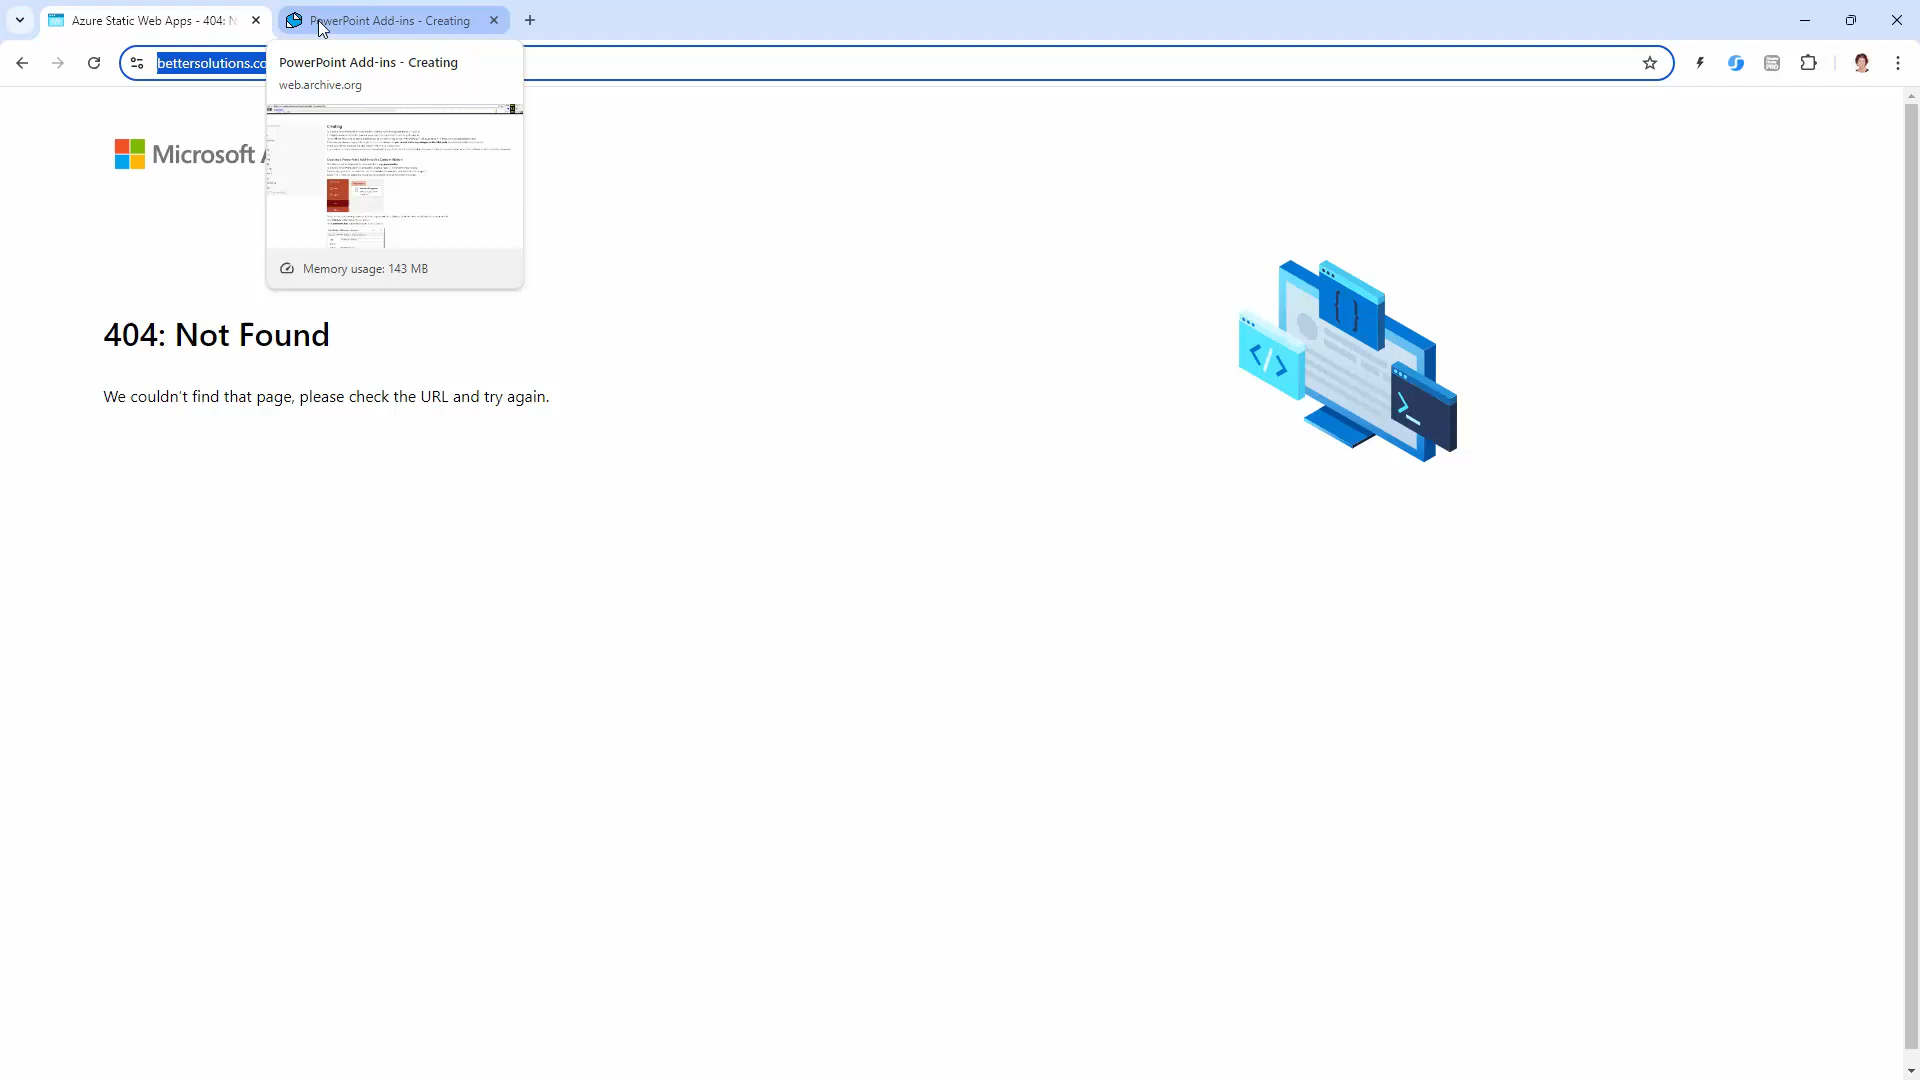 Azure Static Web Apps - 404: N
PowerPoint Add-ins - Creating
bettersolutions.co
PowerPoint Add-ins - Creating
web.archive.org
Microsoft
Creating
Memory usage: 143 MB
404: Not Found
We couldn't find that page, please check the URL and try again.